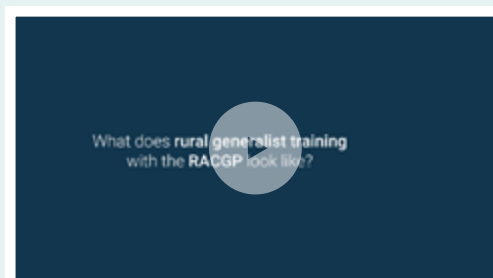 What does rural generalist training
with the RACGP look like?